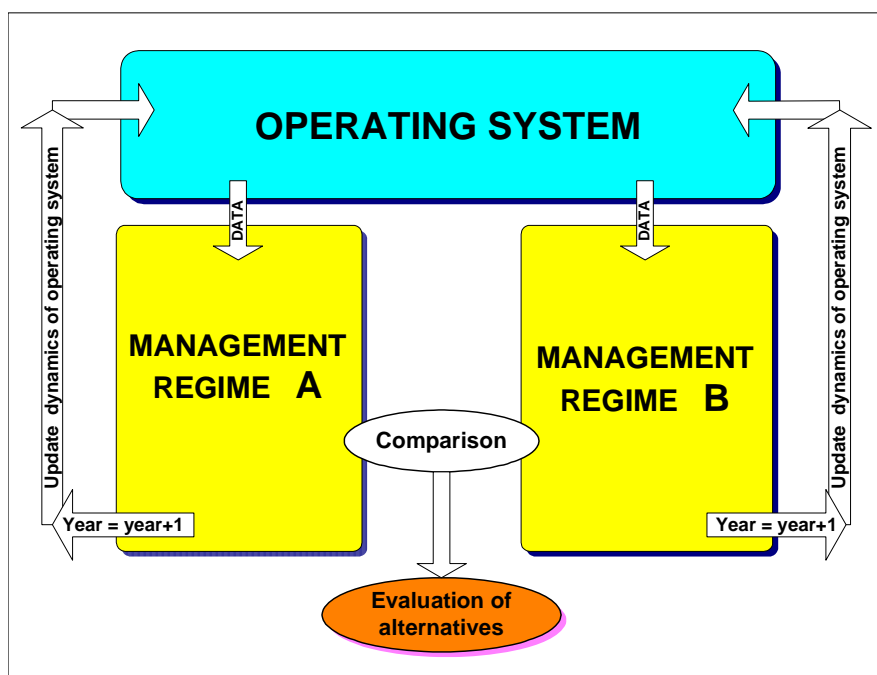 OPERATING SYSTEM
DATA
DATA
Update dynamics of operating system
Update dynamics of operating system
MANAGEMENT
REGIME A
MANAGEMENT
REGIME B
Comparison
Year = year+1
Year = year+1
Evaluation of
alternatives